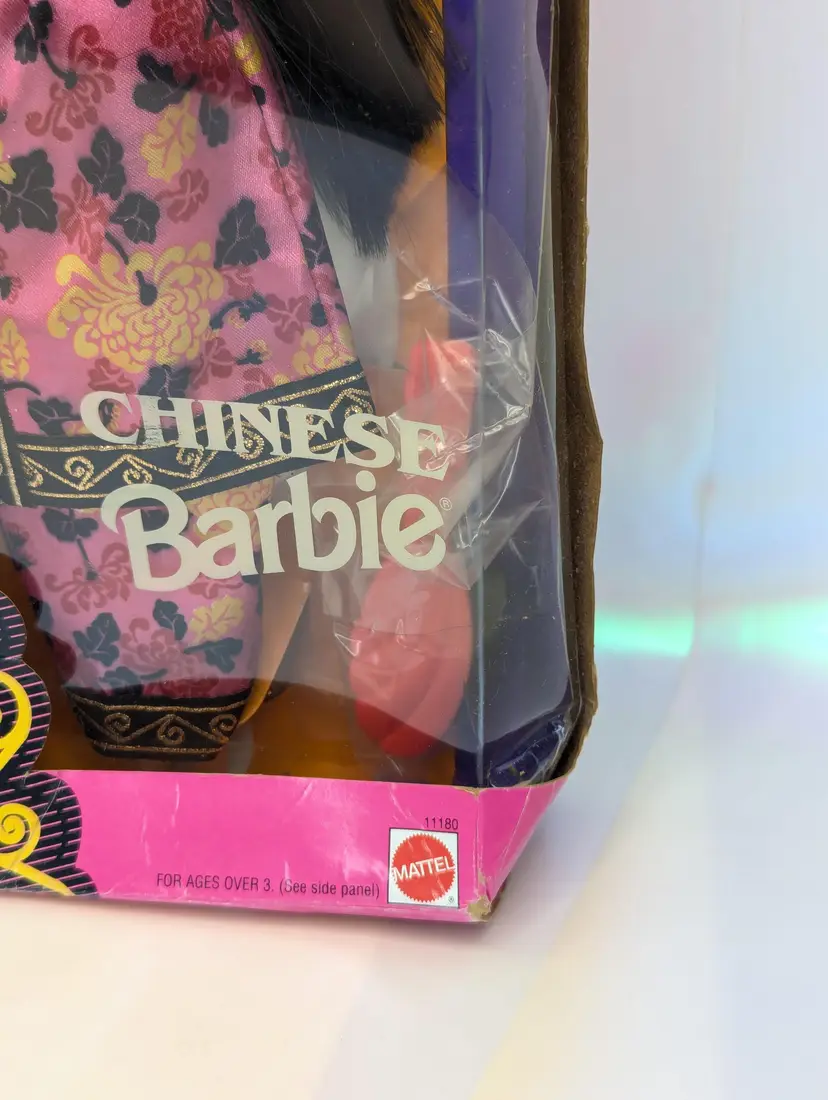 CHINESE
Barbie®
11180
MATTEL
®
FOR AGES OVER 3. (See side panel)